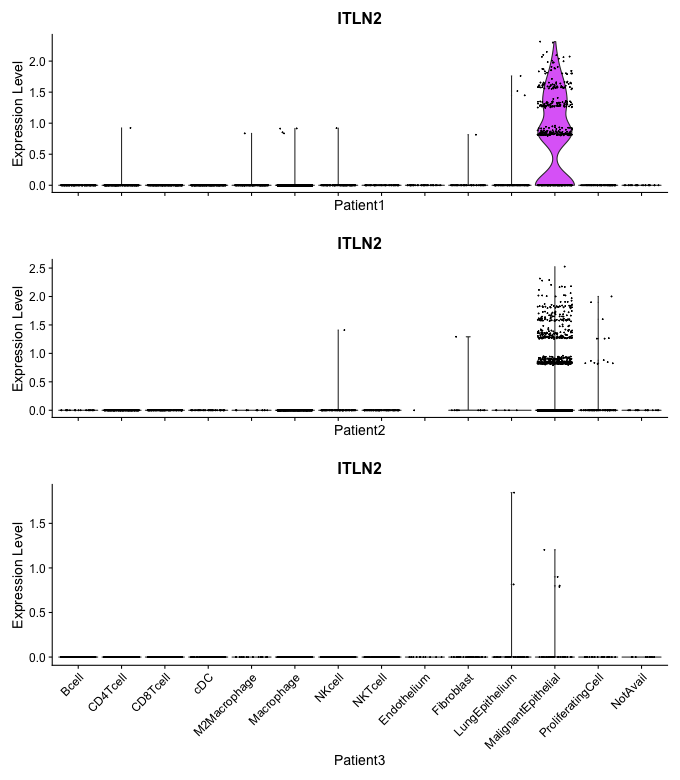 ITLN2
Expression Level
2.0
1.5
1.0
0.5
0.0
Patient1
ITLN2
Expression Level
2.5
2.0
1.5
1.0
0.5
0.0
Patient2
ITLN2
Expression Level
1.5
1.0
0.5
0.0
Bcell
CD4Tcell
CD8Tcell
cDC
M2Macrophage
Macrophage
NKcell
NKTcell
Endothelium
Fibroblast
LungEpithelium
MalignantEpithelial
ProliferatingCell
NotAvail
Patient3